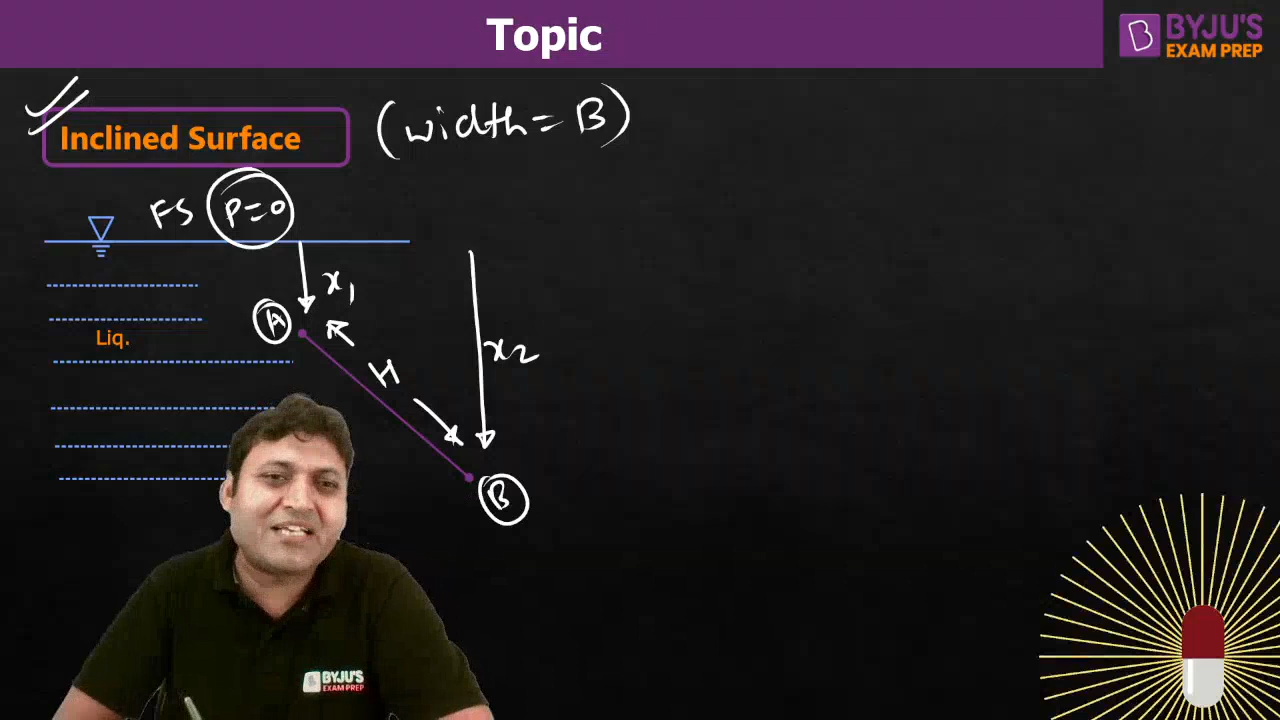 Topic
BYJU'S
EXAM PREP
Inclined Surface (width = B)
FS P=0
x1
A
Liq.
H
x2
B
BYJU'S
EXAM PREP